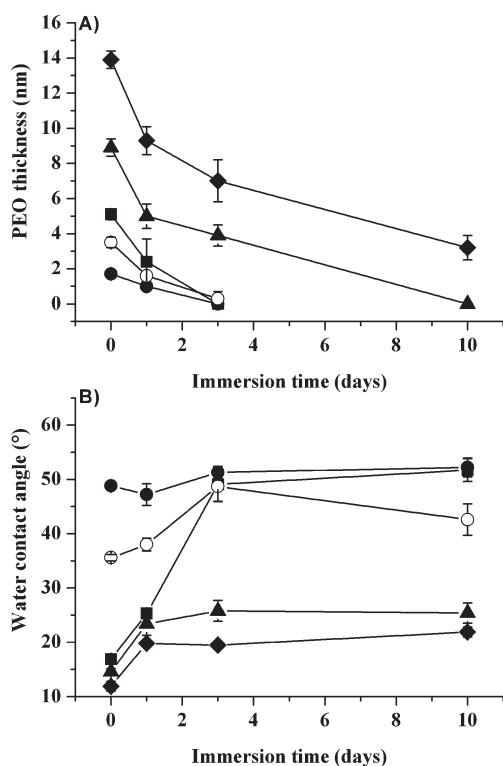 A)
16
14
12
10
8
6
4
2
0
PEO thickness (nm)
0 2 4 6 8 10
Immersion time (days)
B)
60
50
40
30
20
10
Water contact angle (°)
0 2 4 6 8 10
Immersion time (days)